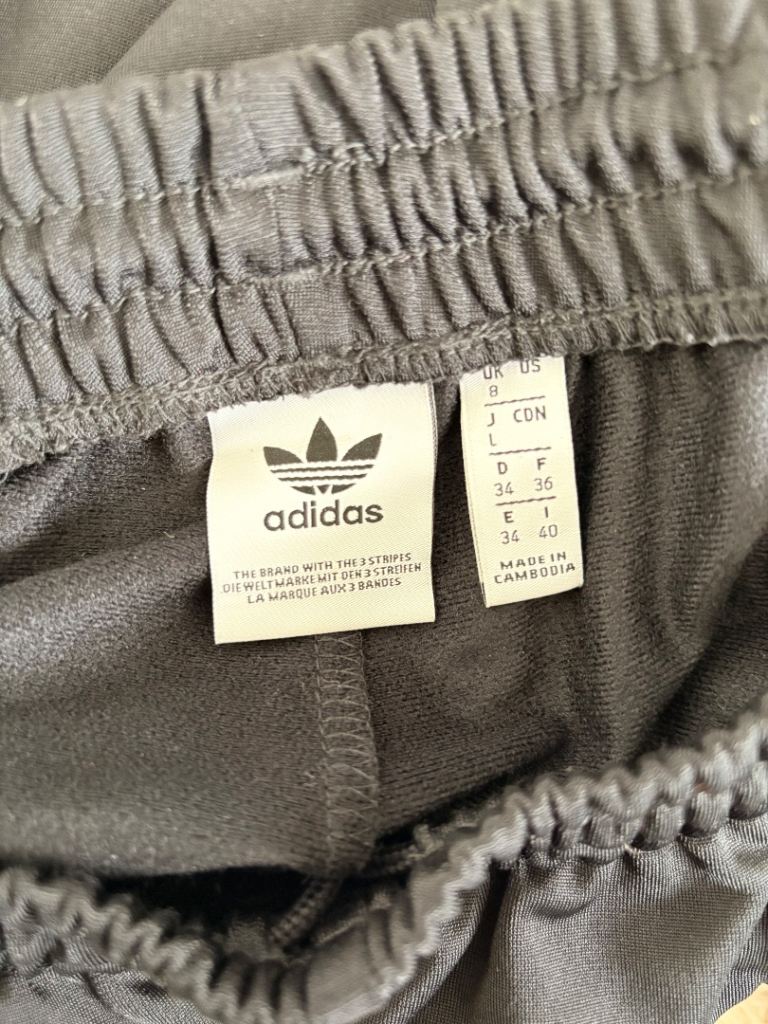 adidas
THE BRAND WITH THE 3 STRIPES
DIE WELTMARKE MIT DEN 3 STREIFEN
LA MARQUE AUX 3 BANDES
UK US
8
J CDN
L
D F
34 36
E I
34 40
MADE IN
CAMBODIA